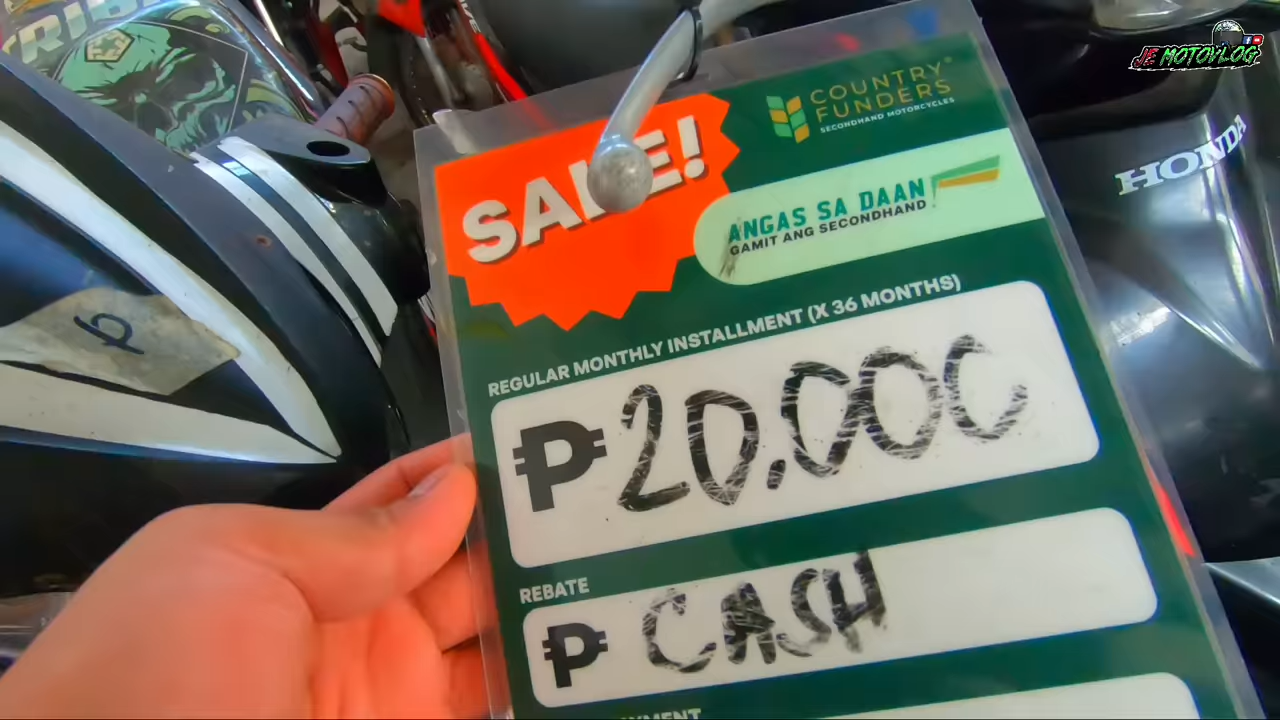 TRIBE
JE MOTOVLOG
COUNTRY
FUNDERS
SECONDHAND MOTORCYCLES
SALE!
HONDA
ANGAS SA DAAN
GAMIT ANG SECONDHAND
REGULAR MONTHLY INSTALLMENT (X 36 MONTHS)
₱ 20.000
REBATE
₱ CASH